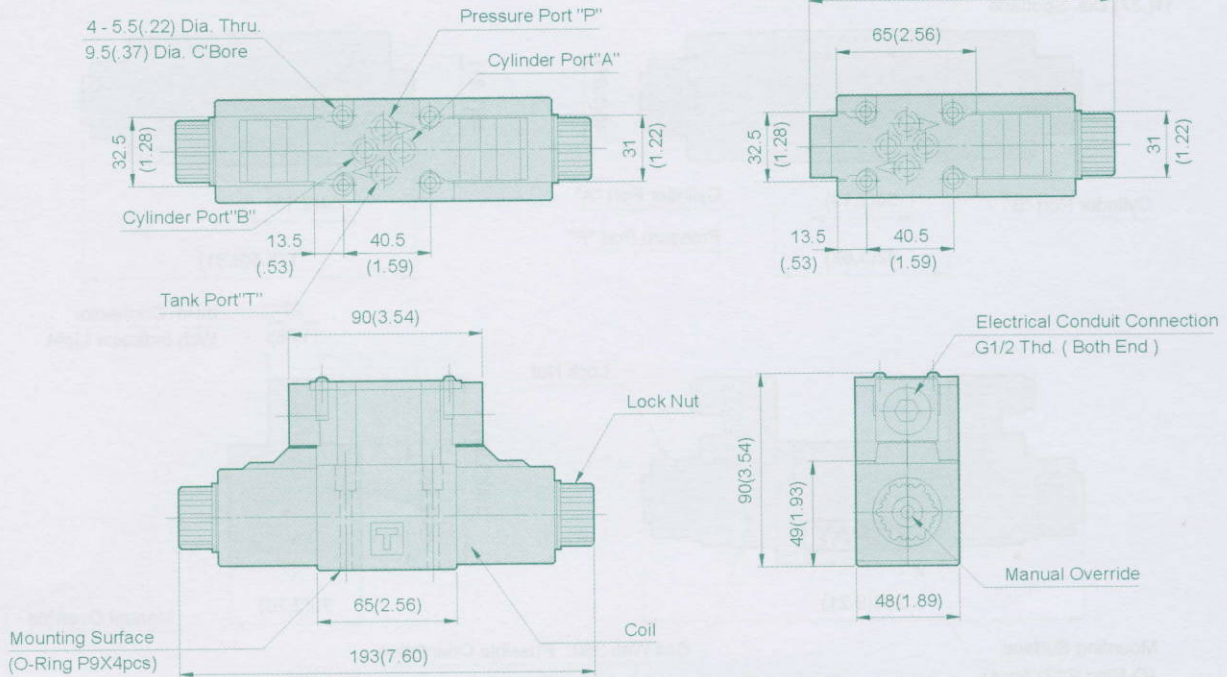 4 - 5.5(.22) Dia. Thru.
9.5(.37) Dia. C'Bore
Pressure Port "P"
Cylinder Port"A"
65(2.56)
32.5
(1.28)
31
(1.22)
32.5
(1.28)
31
(1.22)
Cylinder Port"B"
13.5
(.53)
40.5
(1.59)
13.5
(.53)
40.5
(1.59)
Tank Port"T"
90(3.54)
Electrical Conduit Connection
G1/2 Thd. ( Both End )
Lock Nut
90(3.54)
49(1.93)
T
Manual Override
65(2.56)
48(1.89)
Coil
Mounting Surface
(O-Ring P9X4pcs)
193(7.60)